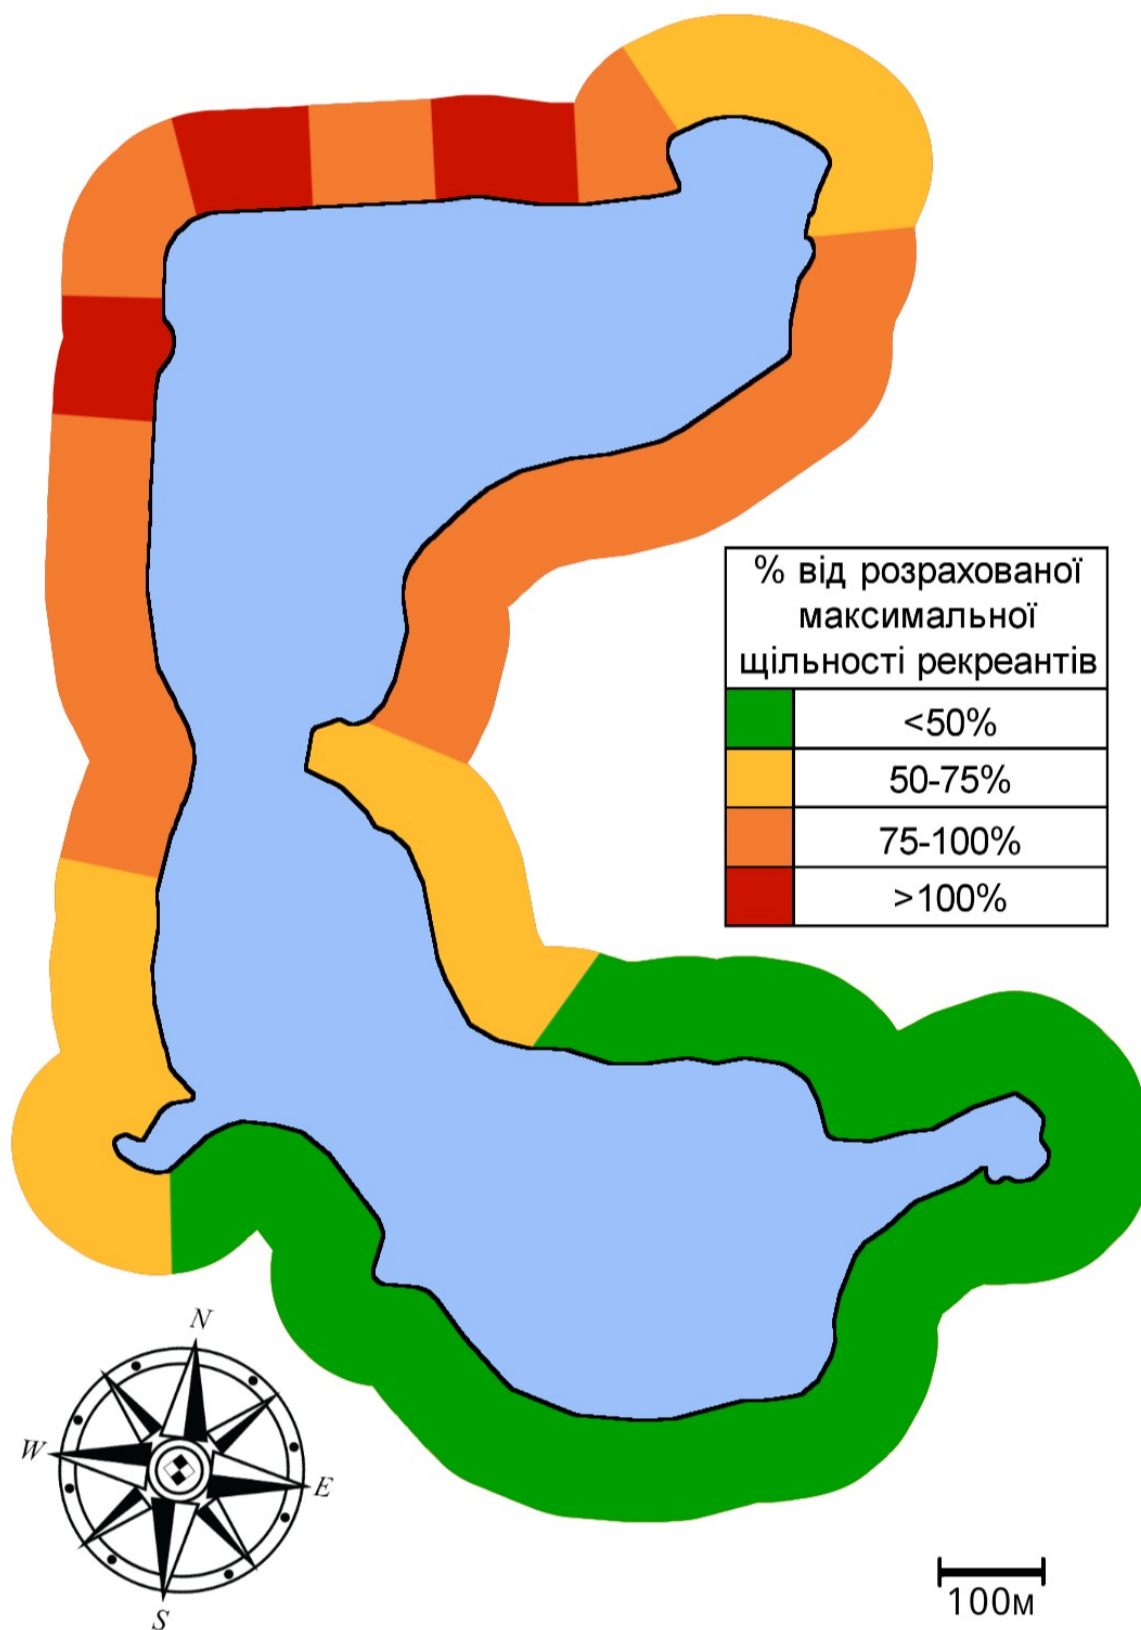 % від розрахованої
максимальної
щільності рекреантів
<50%
50-75%
75-100%
>100%
N
W
E
S
100м